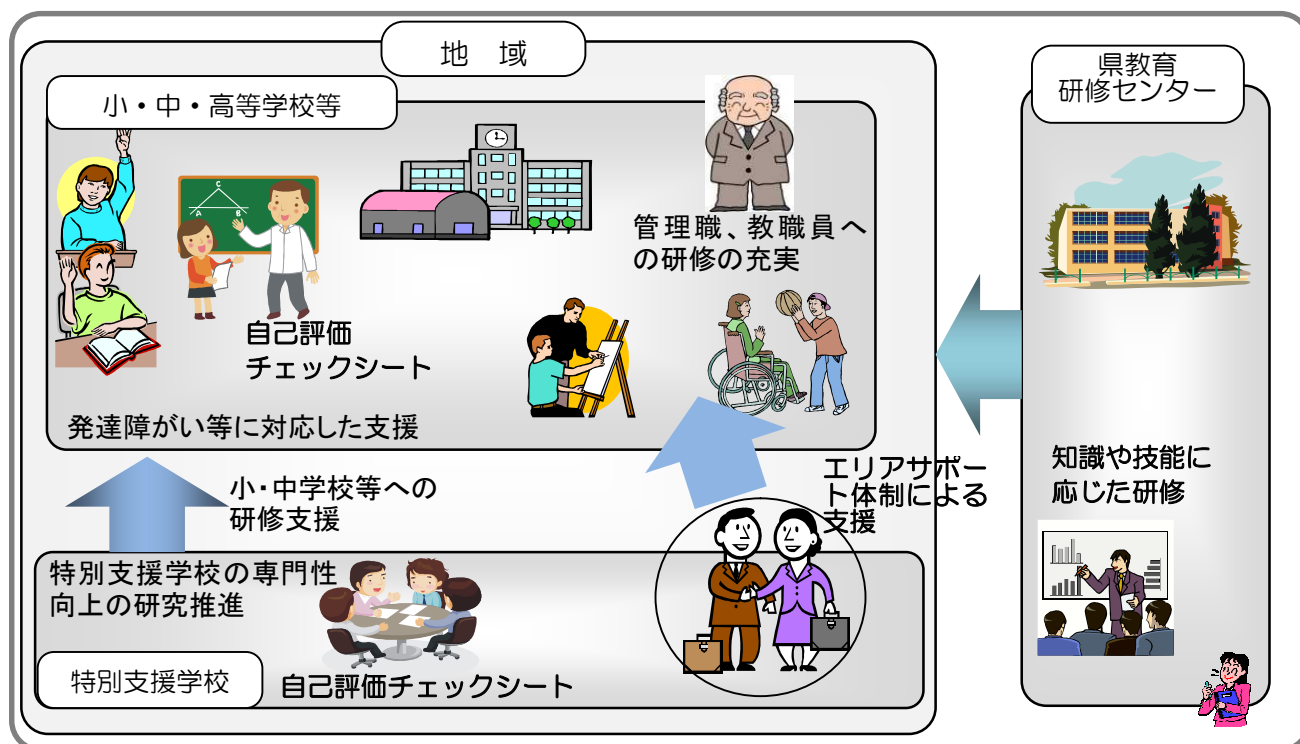 地　域
小・中・高等学校等
C
A B
管理職、教職員へ
の研修の充実
自己評価
チェックシート
発達障がい等に対応した支援
小・中学校等への
研修支援
エリアサポー
ト体制による
支援
特別支援学校の専門性
向上の研究推進
特別支援学校
自己評価チェックシート
県教育
研修センター
知識や技能に
応じた研修